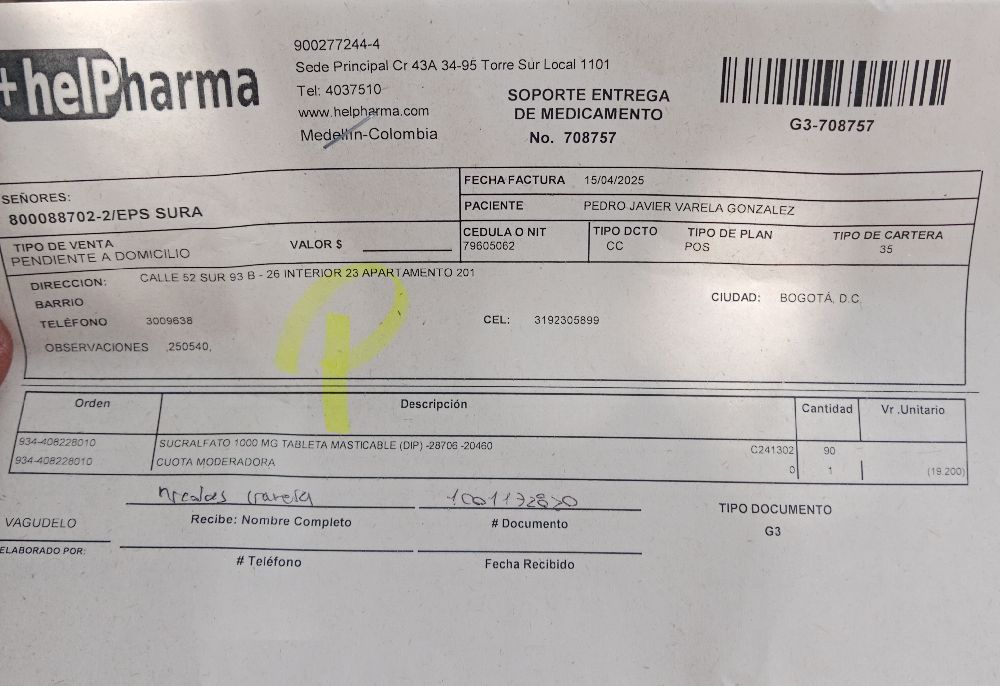 +helPharma
900277244-4
Sede Principal Cr 43A 34-95 Torre Sur Local 1101
Tel: 4037510
www.helpharma.com
Medellín-Colombia
SOPORTE ENTREGA
DE MEDICAMENTO
No. 708757
G3-708757
SEÑORES:
800088702-2/EPS SURA
FECHA FACTURA 15/04/2025
PACIENTE PEDRO JAVIER VARELA GONZALEZ
TIPO DE VENTA
PENDIENTE A DOMICILIO
VALOR $
CEDULA O NIT
79605062
TIPO DCTO
CC
TIPO DE PLAN
POS
TIPO DE CARTERA
35
DIRECCION: CALLE 52 SUR 93 B - 26 INTERIOR 23 APARTAMENTO 201
BARRIO
CIUDAD: BOGOTÁ, D.C.
TELÉFONO 3009638
CEL: 3192305899
OBSERVACIONES ,250540,
P
Orden Descripción Cantidad Vr .Unitario
934-408228010 SUCRALFATO 1000 MG TABLETA MASTICABLE (DIP) -28706 -20460 C241302 90
934-408228010 CUOTA MODERADORA 0 1 (19.200)
Varela
Recibe: Nombre Completo
# Documento
TIPO DOCUMENTO
G3
VAGUDELO
ELABORADO POR:
# Teléfono
Fecha Recibido